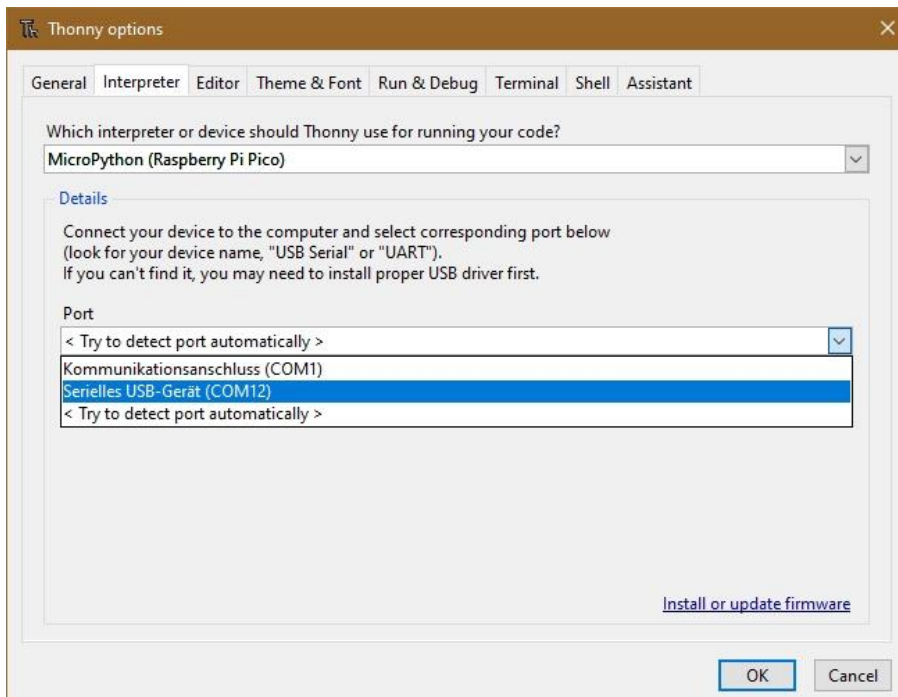 Thonny options
General Interpreter Editor Theme & Font Run & Debug Terminal Shell Assistant
Which interpreter or device should Thonny use for running your code?
MicroPython (Raspberry Pi Pico)
Details
Connect your device to the computer and select corresponding port below
(look for your device name, "USB Serial" or "UART").
If you can't find it, you may need to install proper USB driver first.
Port
< Try to detect port automatically >
Kommunikationsanschluss (COM1)
Serielles USB-Gerät (COM12)
< Try to detect port automatically >
Install or update firmware
OK Cancel